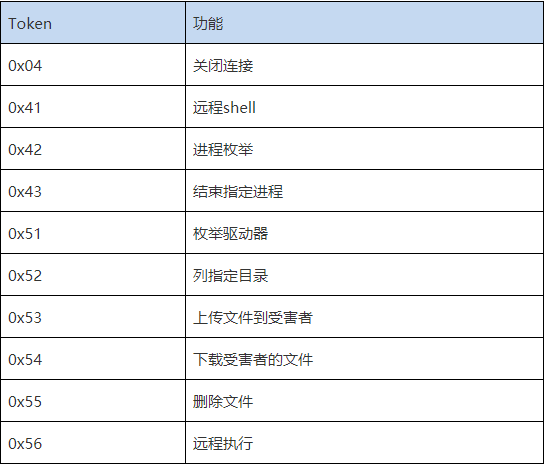 Token 功能
0x04 关闭连接
0x41 远程shell
0x42 进程枚举
0x43 结束指定进程
0x51 枚举驱动器
0x52 列指定目录
0x53 上传文件到受害者
0x54 下载受害者的文件
0x55 删除文件
0x56 远程执行